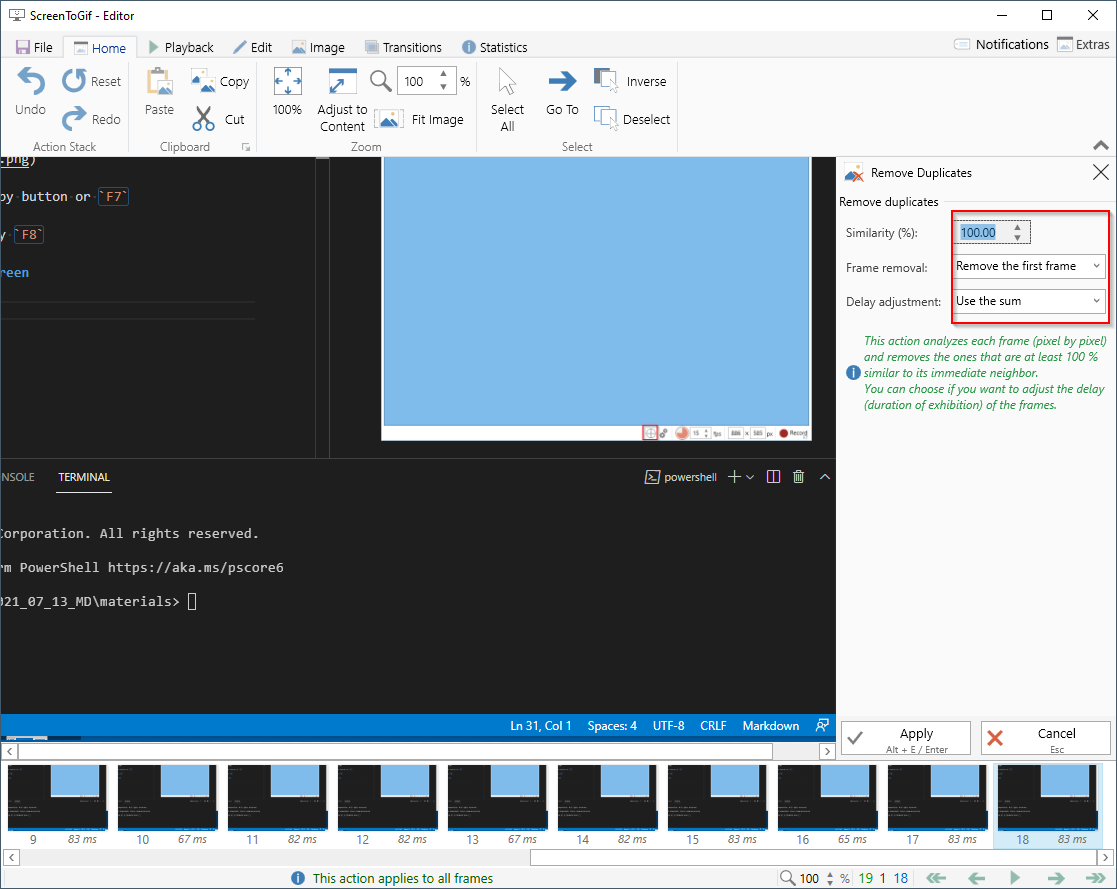 ScreenToGif - Editor
File Home Playback Edit Image Transitions Statistics Notifications Extras
Undo Reset Redo
Action Stack
Paste Copy Cut
Clipboard
100% Adjust to Content 100 % Fit Image
Zoom
Select All Go To Inverse Deselect
Select
.png)
by button or `F7`
y `F8`
reen
15 fps 886 × 585 px Record
NSOLE TERMINAL powershell
Corporation. All rights reserved.
rm PowerShell https://aka.ms/pscore6
021_07_13_MD\materials>
Ln 31, Col 1 Spaces: 4 UTF-8 CRLF Markdown
Remove Duplicates
Remove duplicates
Similarity (%): 100.00
Frame removal: Remove the first frame
Delay adjustment: Use the sum
This action analyzes each frame (pixel by pixel)
and removes the ones that are at least 100 %
similar to its immediate neighbor.
You can choose if you want to adjust the delay
(duration of exhibition) of the frames.
Apply Cancel
Alt + E / Enter Esc
9 83 ms 10 67 ms 11 82 ms 12 82 ms 13 67 ms 14 82 ms 15 83 ms 16 65 ms 17 83 ms 18 83 ms
This action applies to all frames 100 % 19 1 18